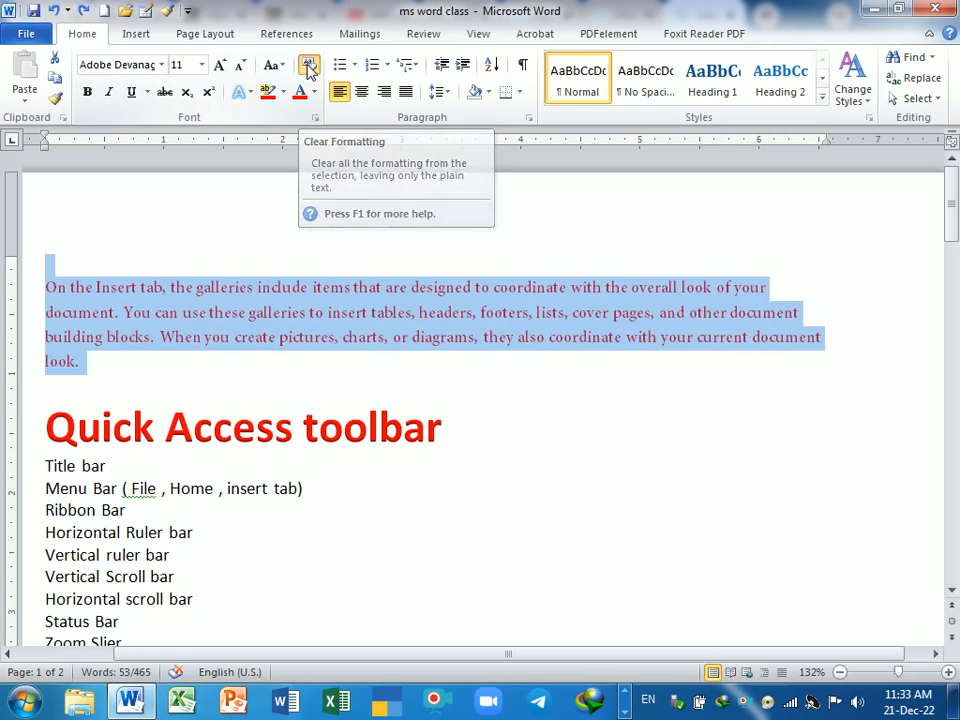 ms word class - Microsoft Word
File Home Insert Page Layout References Mailings Review View Acrobat PDFelement Foxit Reader PDF
Paste
Adobe Devanaç 11
Clipboard Font Paragraph Styles Editing
AaBbCcDc AaBbCcDc AaBbC AaBbCc
¶ Normal ¶ No Spaci... Heading 1 Heading 2
Change Styles
Find
Replace
Select
Clear Formatting
Clear all the formatting from the
selection, leaving only the plain
text.
Press F1 for more help.
On the Insert tab, the galleries include items that are designed to coordinate with the overall look of your
document. You can use these galleries to insert tables, headers, footers, lists, cover pages, and other document
building blocks. When you create pictures, charts, or diagrams, they also coordinate with your current document
look.
Quick Access toolbar
Title bar
Menu Bar ( File , Home , insert tab)
Ribbon Bar
Horizontal Ruler bar
Vertical ruler bar
Vertical Scroll bar
Horizontal scroll bar
Status Bar
Zoom Slier
Page: 1 of 2 Words: 53/465 English (U.S.) 132%
EN 11:33 AM
21-Dec-22